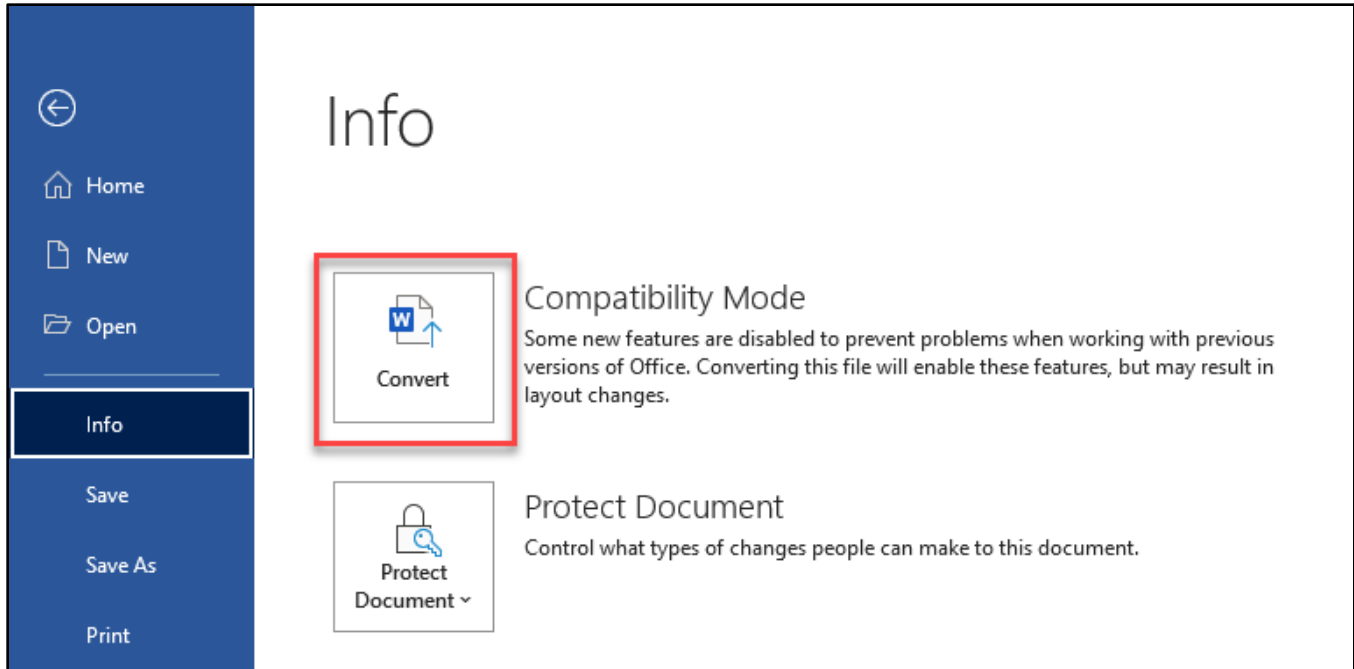 Info
Home
New
Open
Info
Save
Save As
Print
W
Convert
Compatibility Mode
Some new features are disabled to prevent problems when working with previous
versions of Office. Converting this file will enable these features, but may result in
layout changes.
Protect
Document
Protect Document
Control what types of changes people can make to this document.